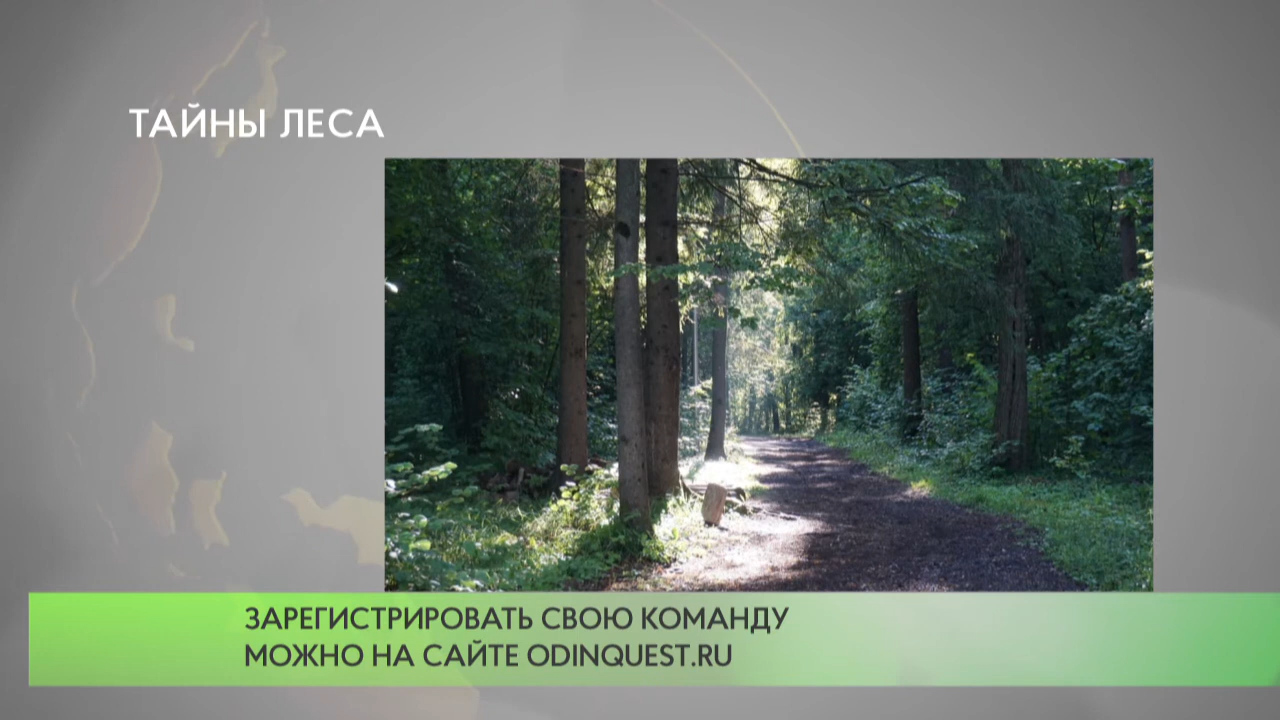 ТАЙНЫ ЛЕСА
ЗАРЕГИСТРИРОВАТЬ СВОЮ КОМАНДУ
МОЖНО НА САЙТЕ ODINQUEST.RU